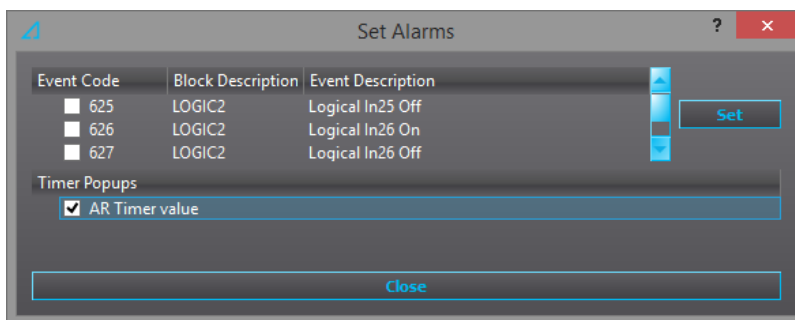 Set Alarms
?
Event Code Block Description Event Description
625 LOGIC2 Logical In25 Off
626 LOGIC2 Logical In26 On
627 LOGIC2 Logical In26 Off
Set
Timer Popups
AR Timer value
Close